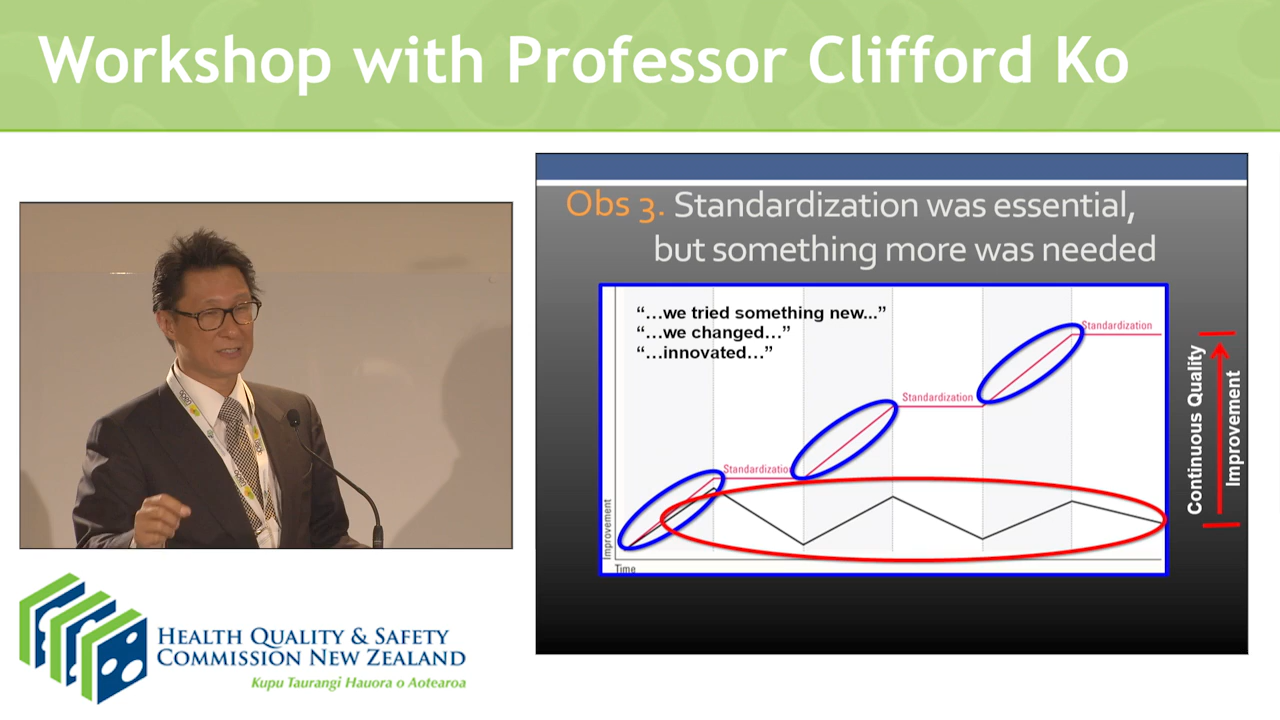 Workshop with Professor Clifford Ko
Obs 3. Standardization was essential,
but something more was needed
“…we tried something new...”
“…we changed…”
“…innovated…”
Standardization
Standardization
Standardization
Improvement
Time
Continuous Quality
Improvement
HEALTH QUALITY & SAFETY
COMMISSION NEW ZEALAND
Kupu Taurangi Hauora o Aotearoa